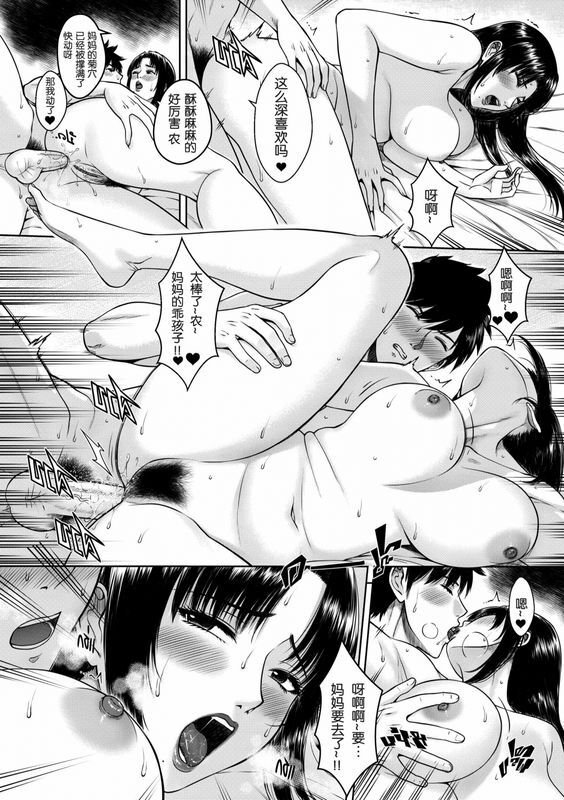 呀啊~
这么深喜欢吗♥
酥酥麻麻的
好厉害 农
妈妈的菊穴
已经被撑满了
快动呀
那我动了♥
嗯啊啊~
♥♥
太棒了~农~
妈妈的乖孩子!!♥♥
嗯~♥
呀啊啊~要…
妈妈要去了~!!